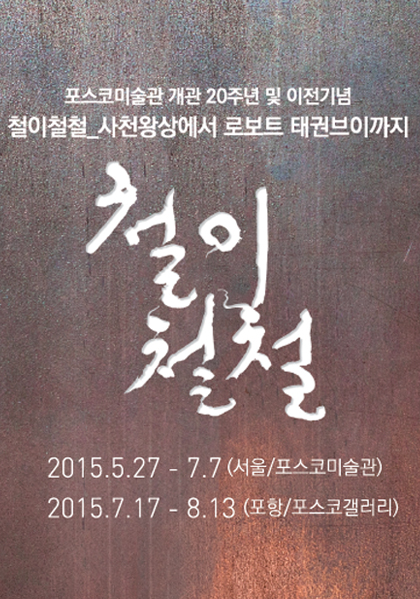 포스코미술관 개관 20주년 및 이전기념
철이철철_사천왕상에서 로보트 태권브이까지
철이
철철
2015.5.27 - 7.7 (서울/포스코미술관)
2015.7.17 - 8.13 (포항/포스코갤러리)